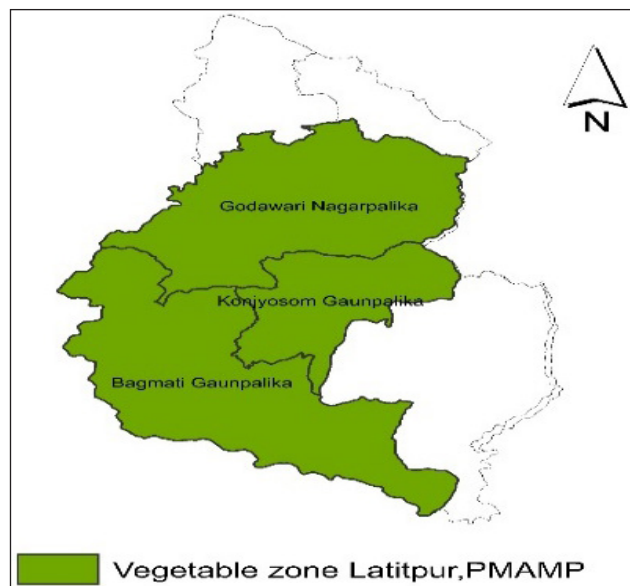 N
Godawari Nagarpalika
Konjyosom Gaunpalika
Bagmati Gaunpalika
Vegetable zone Latitpur,PMAMP